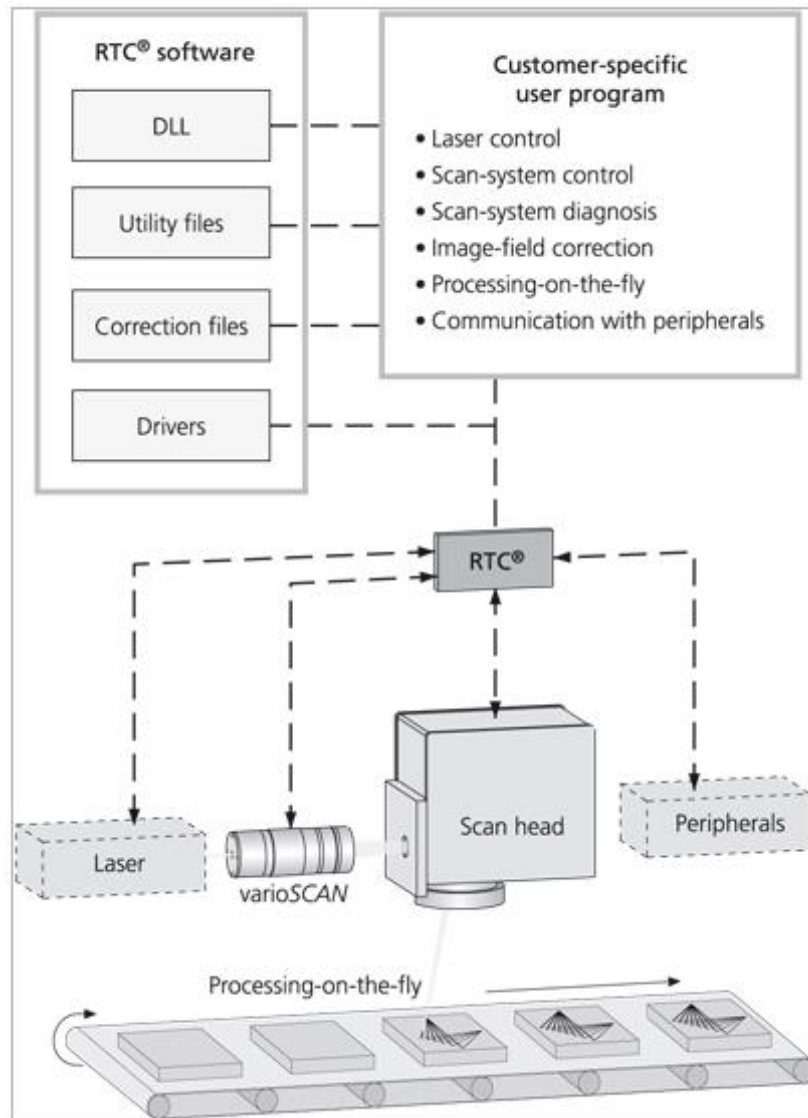 RTC® software
DLL
Utility files
Correction files
Drivers
Customer-specific
user program
• Laser control
• Scan-system control
• Scan-system diagnosis
• Image-field correction
• Processing-on-the-fly
• Communication with peripherals
RTC®
Laser
varioSCAN
Scan head
Peripherals
Processing-on-the-fly